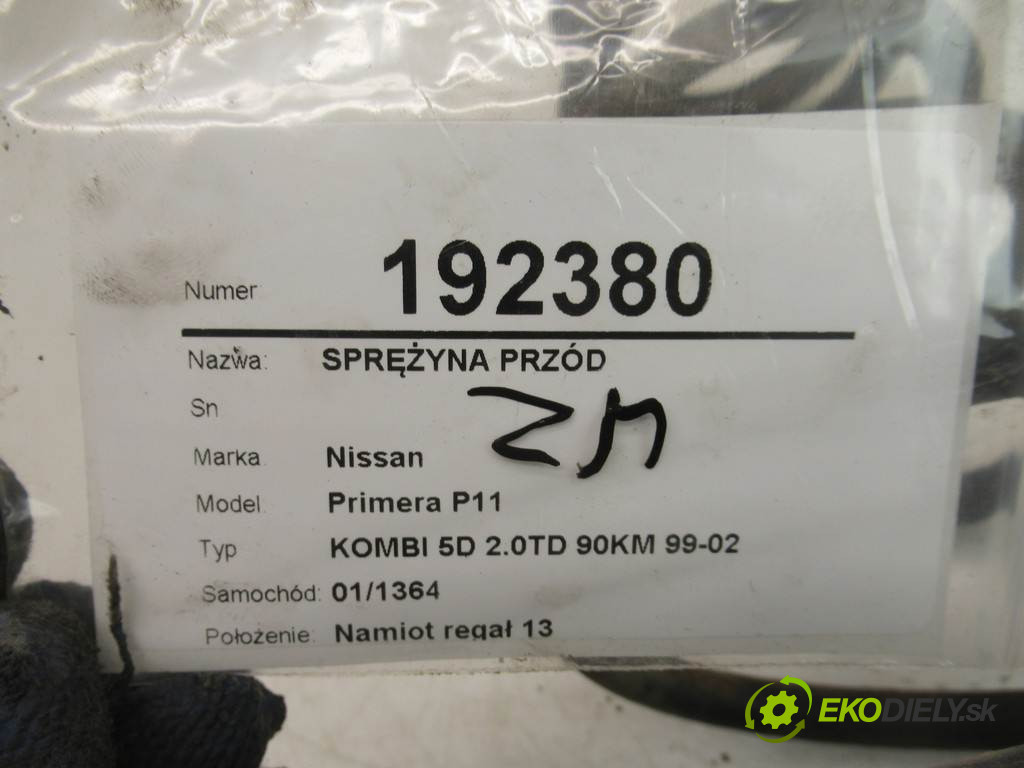 Numer 192380
Nazwa: SPRĘŻYNA PRZÓD
Sn
Marka Nissan
Model Primera P11
Typ KOMBI 5D 2.0TD 90KM 99-02
Samochód: 01/1364
Położenie: Namiot regał 13
EKODIELY.sk